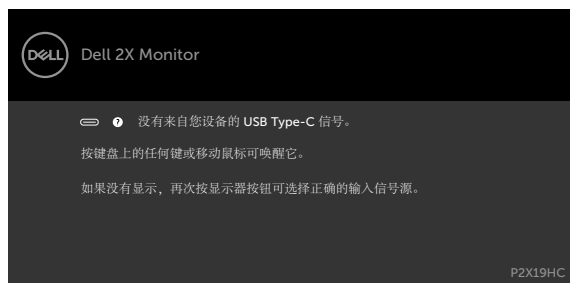 DELL Dell 2X Monitor
没有来自您设备的 USB Type-C 信号。
按键盘上的任何键或移动鼠标可唤醒它。
如果没有显示，再次按显示器按钮可选择正确的输入信号源。
P2X19HC